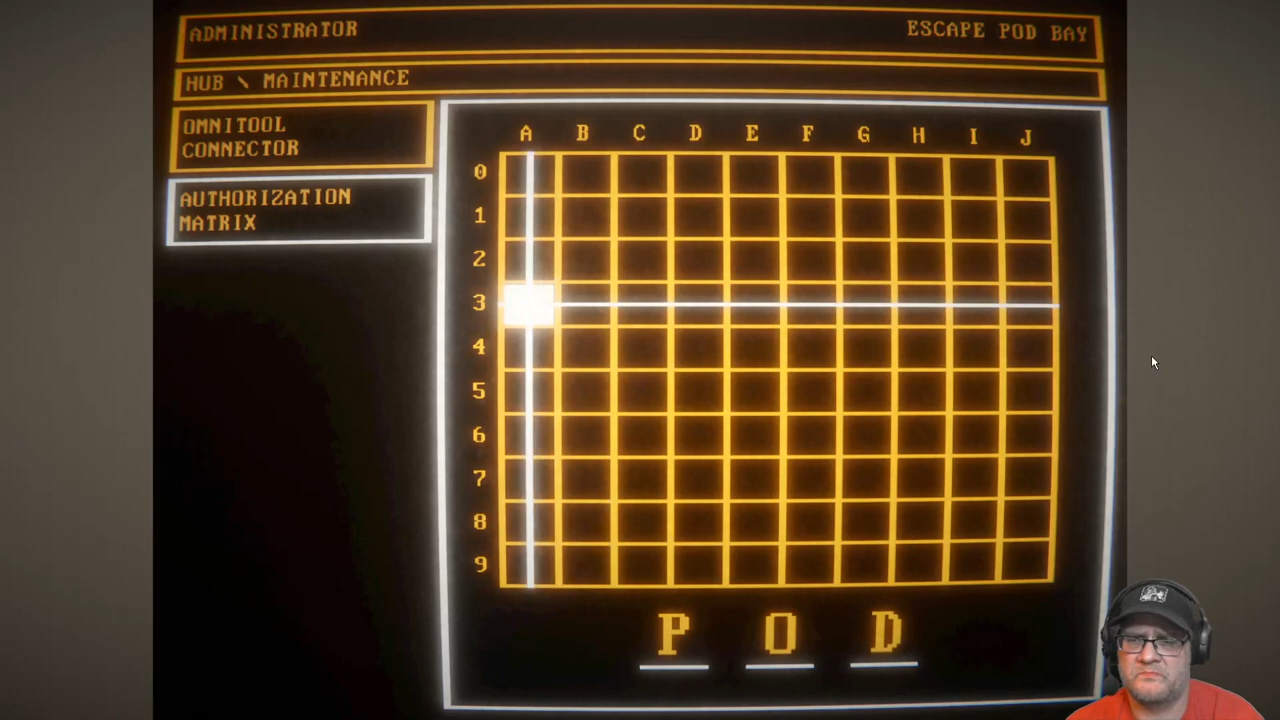 ADMINISTRATOR ESCAPE POD BAY
HUB \ MAINTENANCE
OMNITOOL
CONNECTOR
AUTHORIZATION
MATRIX
A B C D E F G H I J
0
1
2
3
4
5
6
7
8
9
P O D